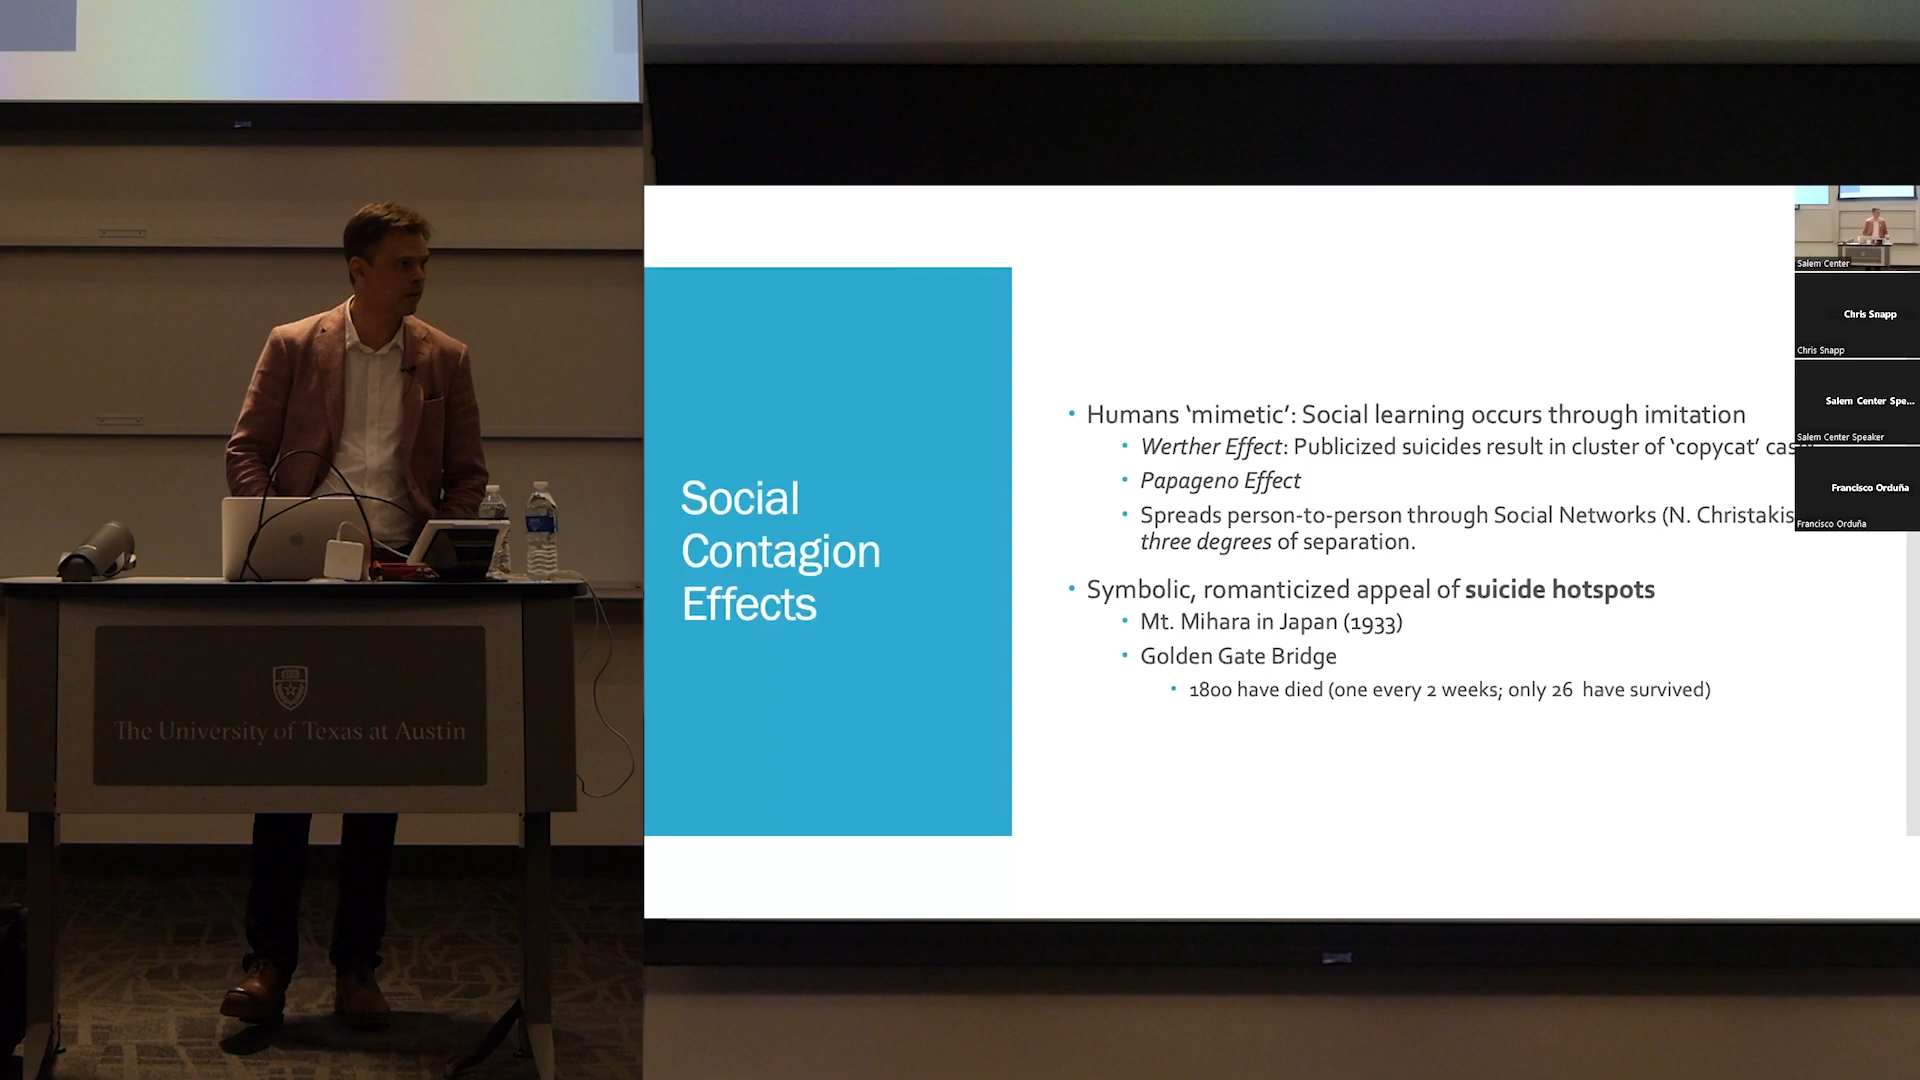 Social
Contagion
Effects
• Humans ‘mimetic’: Social learning occurs through imitation
• Werther Effect: Publicized suicides result in cluster of ‘copycat’
• Papageno Effect
• Spreads person-to-person through Social Networks (N. Christakis
three degrees of separation.
• Symbolic, romanticized appeal of suicide hotspots
• Mt. Mihara in Japan (1933)
• Golden Gate Bridge
• 1800 have died (one every 2 weeks; only 26 have survived)
Salem Center
Chris Snapp
Chris Snapp
Salem Center Spe...
Salem Center Speaker
Francisco Orduña
Francisco Orduña
The University of Texas at Austin